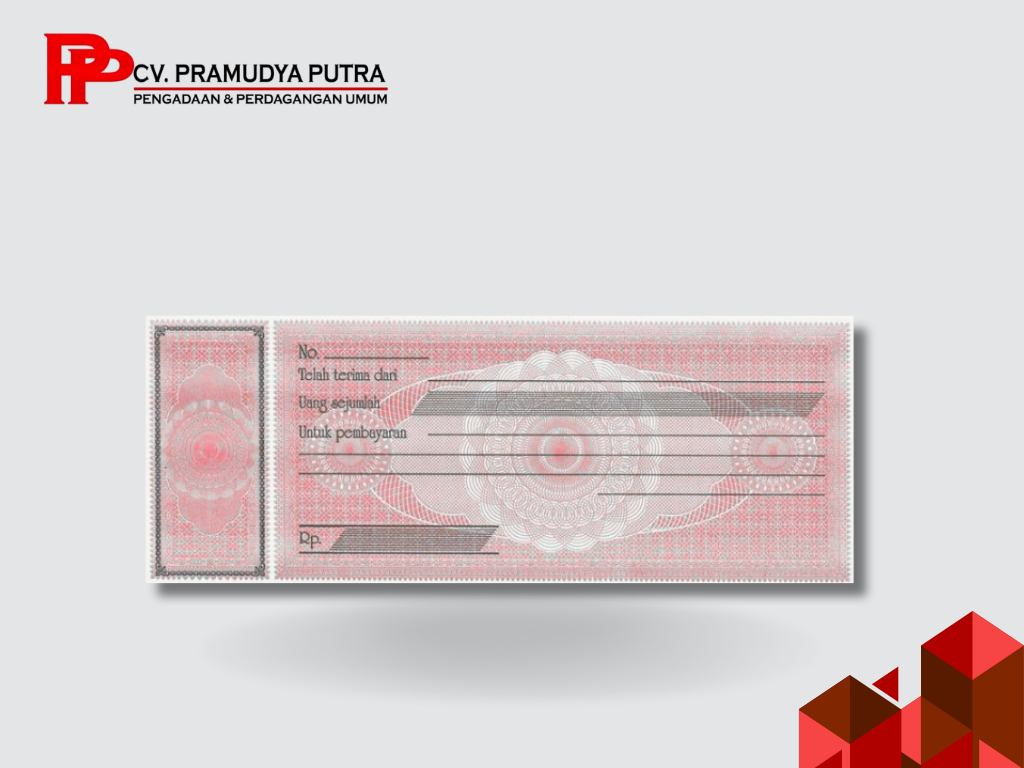 PP
CV. PRAMUDYA PUTRA
PENGADAAN & PERDAGANGAN UMUM
No.
Telah terima dari
Uang sejumlah
Untuk pembayaran
Rp.